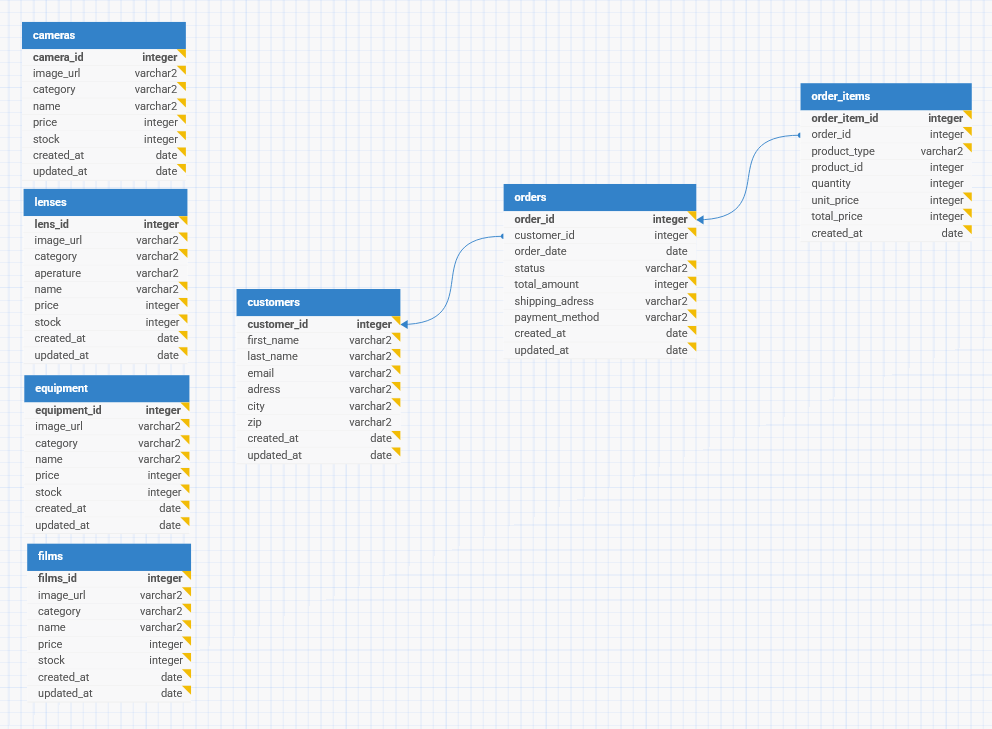 cameras
camera_id integer
image_url varchar2
category varchar2
name varchar2
price integer
stock integer
created_at date
updated_at date
lenses
lens_id integer
image_url varchar2
category varchar2
aperature varchar2
name varchar2
price integer
stock integer
created_at date
updated_at date
equipment
equipment_id integer
image_url varchar2
category varchar2
name varchar2
price integer
stock integer
created_at date
updated_at date
films
films_id integer
image_url varchar2
category varchar2
name varchar2
price integer
stock integer
created_at date
updated_at date
customers
customer_id integer
first_name varchar2
last_name varchar2
email varchar2
adress varchar2
city varchar2
zip varchar2
created_at date
updated_at date
orders
order_id integer
customer_id integer
order_date date
status varchar2
total_amount integer
shipping_adress varchar2
payment_method varchar2
created_at date
updated_at date
order_items
order_item_id integer
order_id integer
product_type varchar2
product_id integer
quantity integer
unit_price integer
total_price integer
created_at date